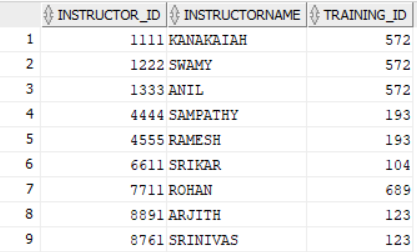 INSTRUCTOR_ID INSTRUCTORNAME TRAINING_ID
1 1111 KANAKAIAH 572
2 1222 SWAMY 572
3 1333 ANIL 572
4 4444 SAMPATHY 193
5 4555 RAMESH 193
6 6611 SRIKAR 104
7 7711 ROHAN 689
8 8891 ARJITH 123
9 8761 SRINIVAS 123